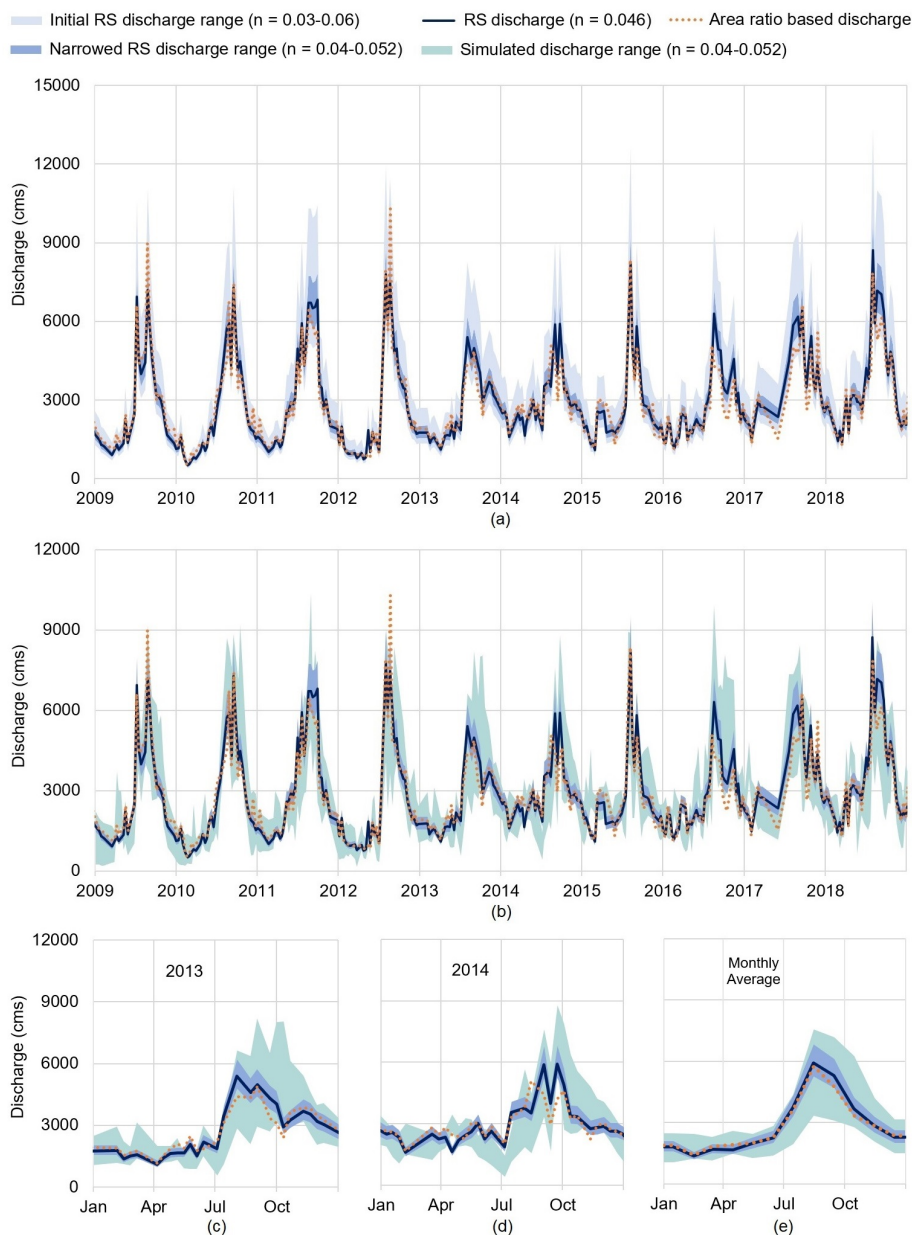 Initial RS discharge range (n = 0.03-0.06) RS discharge (n = 0.046) Area ratio based discharge
Narrowed RS discharge range (n = 0.04-0.052) Simulated discharge range (n = 0.04-0.052)
15000
12000
9000
6000
3000
0
Discharge (cms)
2009 2010 2011 2012 2013 2014 2015 2016 2017 2018
(a)
12000
9000
6000
3000
0
Discharge (cms)
2009 2010 2011 2012 2013 2014 2015 2016 2017 2018
(b)
12000
9000
6000
3000
0
Discharge (cms)
2013
Jan Apr Jul Oct
(c)
2014
Jan Apr Jul Oct
(d)
Monthly
Average
Jan Apr Jul Oct
(e)